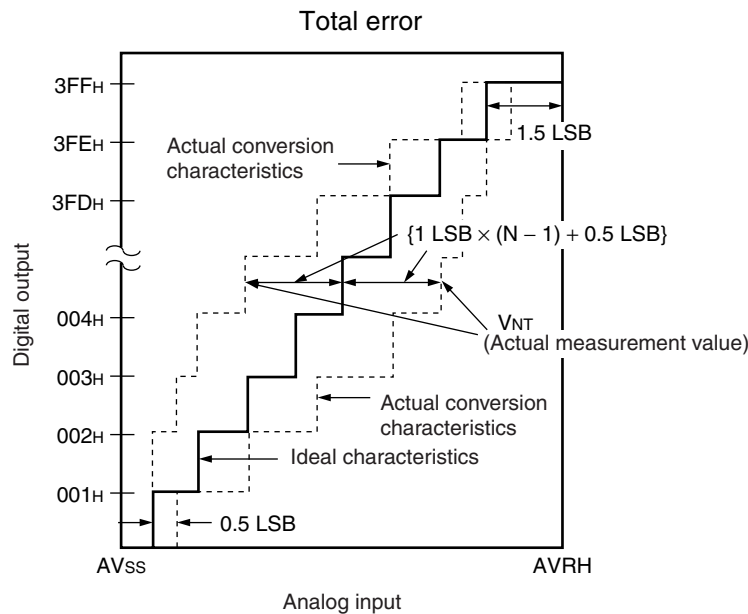 Total error
3FFH
3FEH
3FDH
004H
003H
002H
001H
Digital output
Actual conversion
characteristics
1.5 LSB
{1 LSB × (N − 1) + 0.5 LSB}
VNT
(Actual measurement value)
Actual conversion
characteristics
Ideal characteristics
0.5 LSB
AVSS
AVRH
Analog input